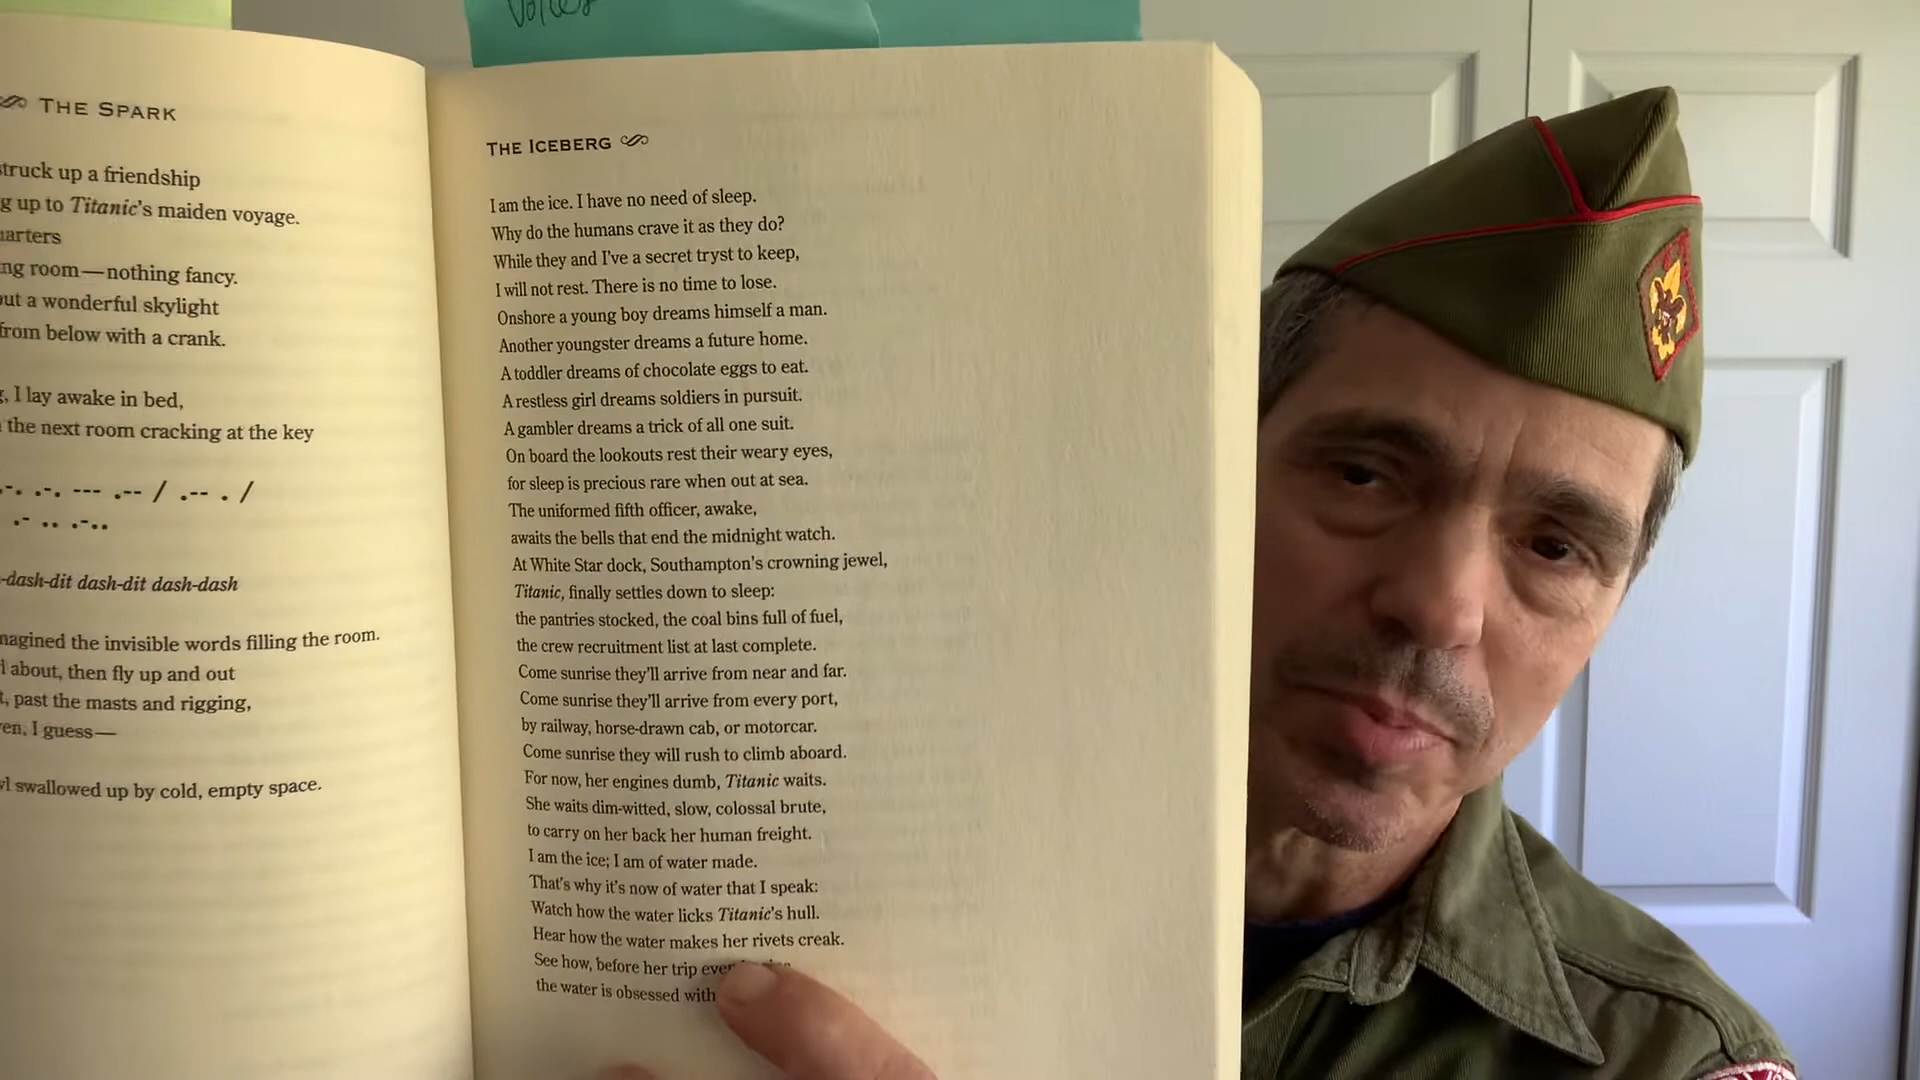 Voices
THE SPARK
struck up a friendship
up to Titanic's maiden voyage.
room—nothing fancy.
a wonderful skylight
from below with a crank.
I lay awake in bed,
the next room cracking at the key
.-. --- .-- / .-- . /
.- .. .-..
-dash-dit dash-dit dash-dash
the invisible words filling the room.
about, then fly up and out
past the masts and rigging,
I guess—
swallowed up by cold, empty space.
THE ICEBERG
I am the ice. I have no need of sleep.
Why do the humans crave it as they do?
While they and I've a secret tryst to keep,
I will not rest. There is no time to lose.
Onshore a young boy dreams himself a man.
Another youngster dreams a future home.
A toddler dreams of chocolate eggs to eat.
A restless girl dreams soldiers in pursuit.
A gambler dreams a trick of all one suit.
On board the lookouts rest their weary eyes,
for sleep is precious rare when out at sea.
The uniformed fifth officer, awake,
awaits the bells that end the midnight watch.
At White Star dock, Southampton's crowning jewel,
Titanic, finally settles down to sleep:
the pantries stocked, the coal bins full of fuel,
the crew recruitment list at last complete.
Come sunrise they'll arrive from near and far.
Come sunrise they'll arrive from every port,
by railway, horse-drawn cab, or motorcar.
Come sunrise they will rush to climb aboard.
For now, her engines dumb, Titanic waits.
She waits dim-witted, slow, colossal brute,
to carry on her back her human freight.
I am the ice; I am of water made.
That's why it's now of water that I speak:
Watch how the water licks Titanic's hull.
Hear how the water makes her rivets creak.
See how, before her trip even
the water is obsessed with